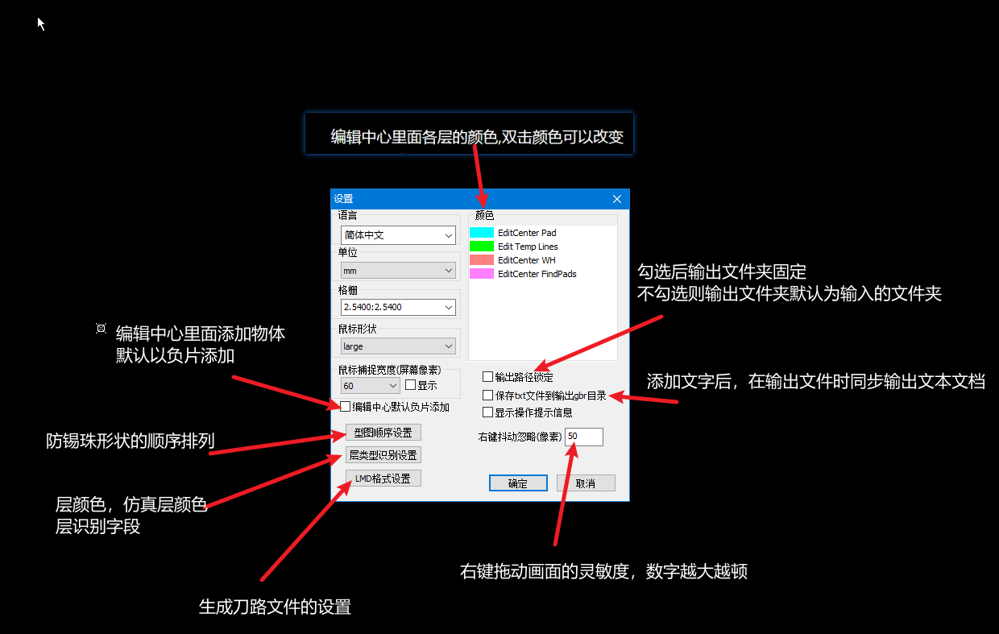 编辑中心里面各层的颜色,双击颜色可以改变
设置
语言
简体中文
单位
mm
格栅
2.5400:2.5400
鼠标形状
large
鼠标捕捉宽度(屏幕像素)
60
显示
编辑中心默认负片添加
型图顺序设置
层类型识别设置
LMD格式设置
颜色
EditCenter Pad
Edit Temp Lines
EditCenter WH
EditCenter FindPads
输出路径锁定
保存txt文件到输出gbr目录
显示操作提示信息
右键抖动忽略(像素)
50
确定
取消
勾选后输出文件夹固定
不勾选则输出文件夹默认为输入的文件夹
添加文字后，在输出文件时同步输出文本文档
编辑中心里面添加物体
默认以负片添加
防锡珠形状的顺序排列
层颜色，仿真层颜色
层识别字段
生成刀路文件的设置
右键拖动画面的灵敏度，数字越大越顿